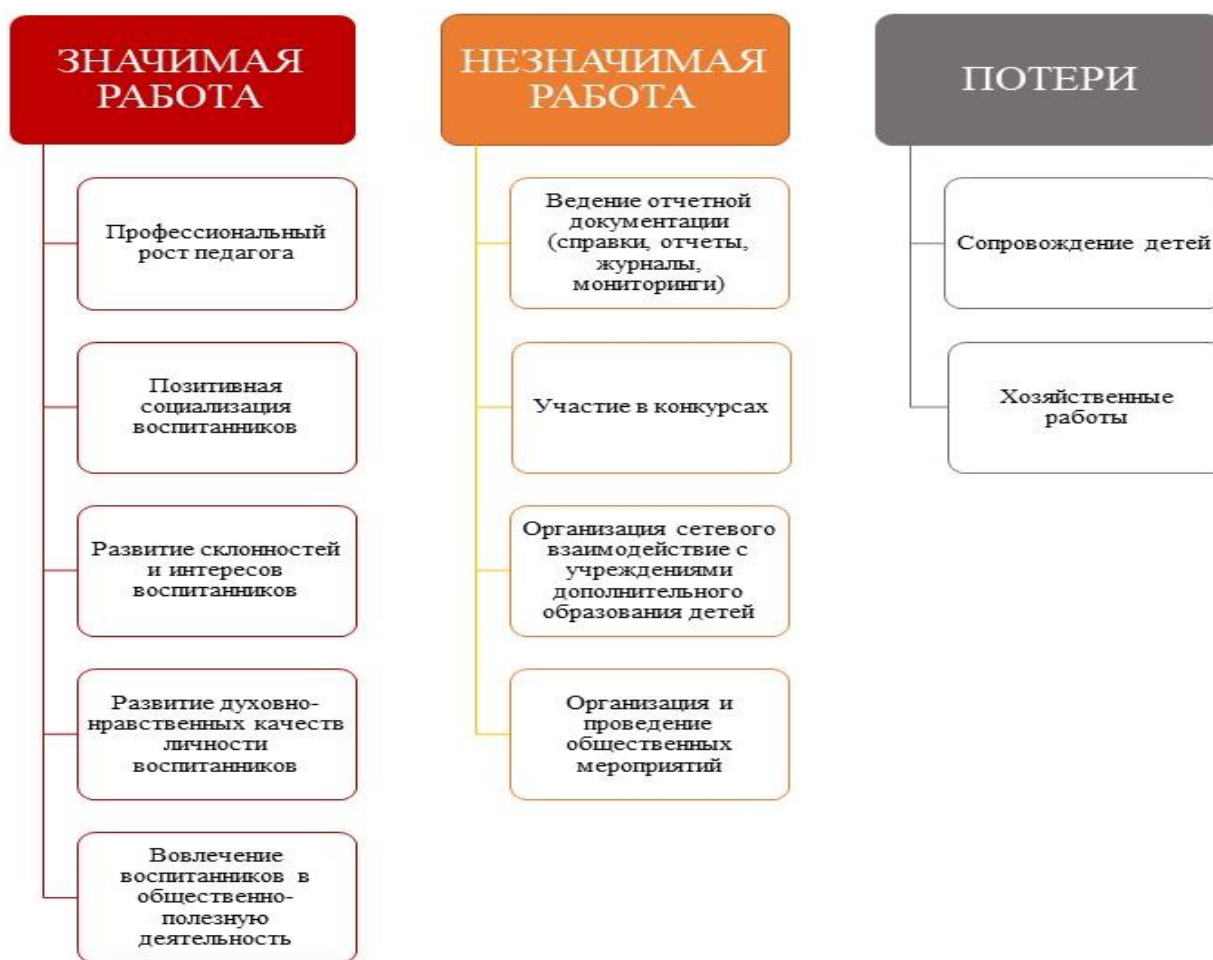 ЗНАЧИМАЯ
РАБОТА
Профессиональный
рост педагога
Позитивная
социализация
воспитанников
Развитие склонностей
и интересов
воспитанников
Развитие духовно-
нравственных качеств
личности
воспитанников
Вовлечение
воспитанников в
общественно-
полезную
деятельность
НЕЗНАЧИМАЯ
РАБОТА
Ведение отчетной
документации
(справки, отчеты,
журналы,
мониторинги)
Участие в конкурсах
Организация сетевого
взаимодействие с
учреждениями
дополнительного
образования детей
Организация и
проведение
общественных
мероприятий
ПОТЕРИ
Сопровождение детей
Хозяйственные
работы